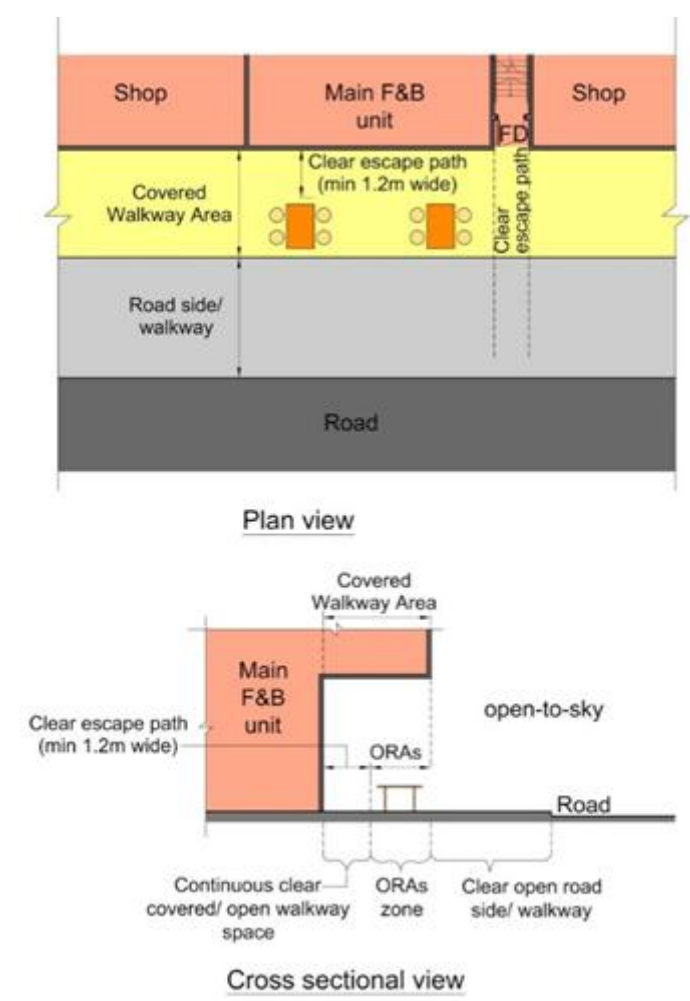 Shop
Main F&B
unit
Shop
FD
Clear escape path
(min 1.2m wide)
Covered
Walkway Area
Clear
escape path
Road side/
walkway
Road
Plan view
Covered
Walkway Area
Main
F&B
unit
Clear escape path
(min 1.2m wide)
open-to-sky
ORAs
Road
Continuous clear
covered/ open walkway
space
ORAs
zone
Clear open road
side/ walkway
Cross sectional view